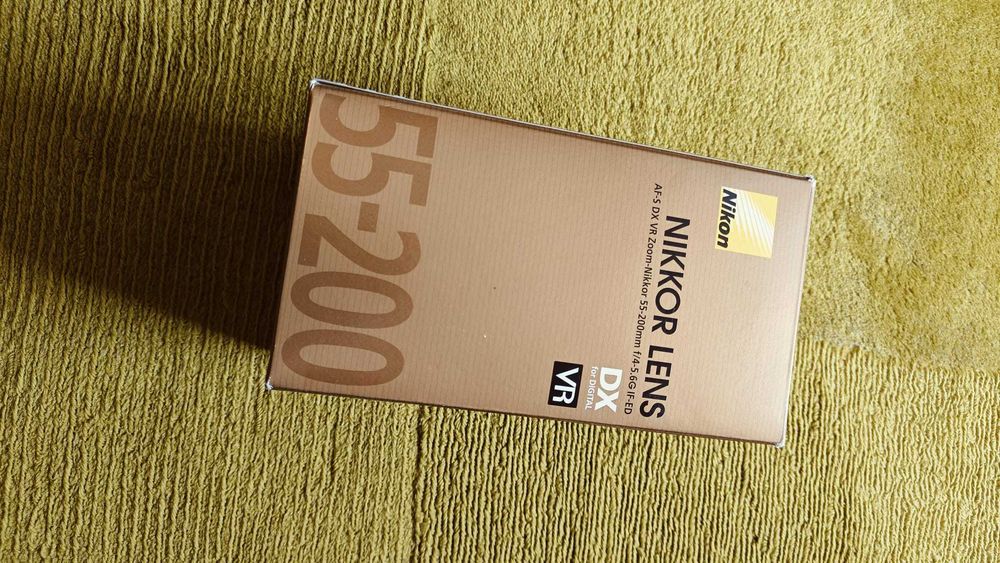 Nikon
NIKKOR LENS
AF-S DX VR Zoom-Nikkor 55-200mm f/4-5.6G IF-ED
DX
for DIGITAL
VR
55-200